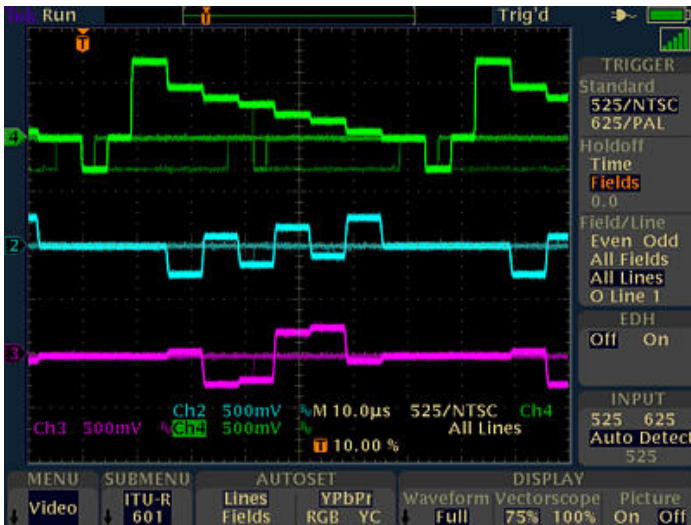 Tek Run
Trig'd
T
T
4
2
3
TRIGGER
Standard
525/NTSC
625/PAL
Holdoff
Time
Fields
0.0
Field/Line
Even Odd
All Fields
All Lines
O Line 1
EDH
Off On
INPUT
525 625
Auto Detect
525
Ch2 500mV M 10.0µs 525/NTSC Ch4
Ch3 500mV Ch4 500mV All Lines
T 10.00 %
MENU SUBMENU AUTOSET DISPLAY
Video
ITU-R
601
Lines
Fields
YPbPr
RGB YC
Waveform Vectorscope Picture
Full 75% 100% On Off